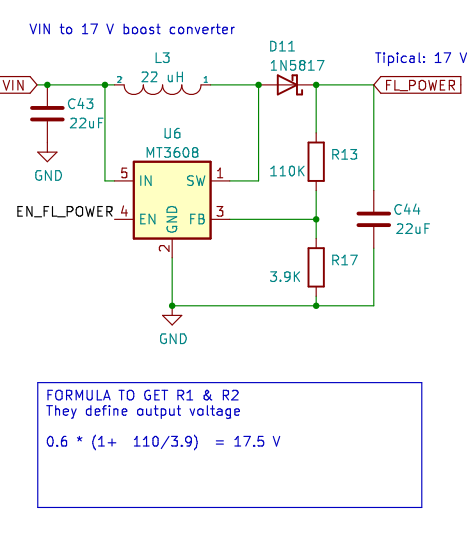 VIN to 17 V boost converter
L3
22 uH
2
1
D11
1N5817
Tipical: 17 V
VIN
FL_POWER
C43
22uF
GND
U6
MT3608
5
IN
SW
1
EN_FL_POWER
4
EN
GND
FB
3
2
R13
110K
C44
22uF
R17
3.9K
GND
FORMULA TO GET R1 & R2
They define output voltage
0.6 * (1+  110/3.9)  = 17.5 V